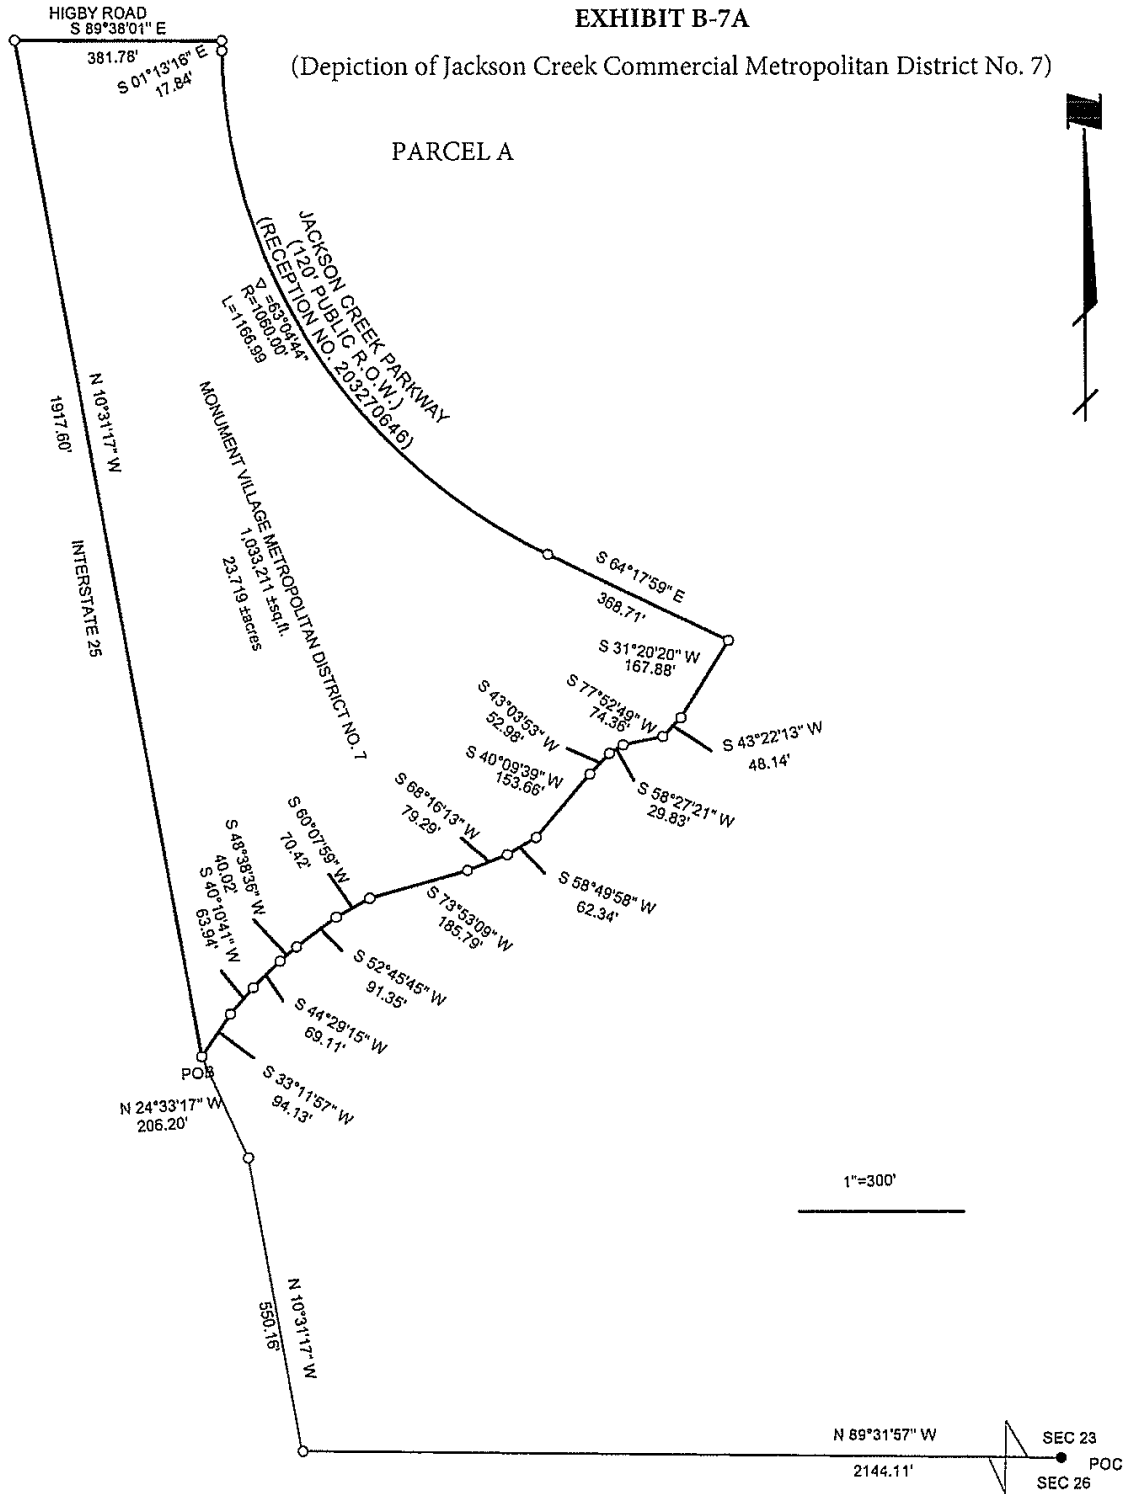 EXHIBIT B-7A
(Depiction of Jackson Creek Commercial Metropolitan District No. 7)
HIGBY ROAD
S 89°38'01" E
381.78'
S 01°13'16" E
17.84'
PARCEL A
N
JACKSON CREEK PARKWAY
(120' PUBLIC R.O.W.)
(RECEPTION NO. 203270646)
∇ =63°04'44"
R=1060.00'
L=1166.99
N 10°31'17" W
1917.60'
INTERSTATE 25
MONUMENT VILLAGE METROPOLITAN DISTRICT NO. 7
1,033,211 ±sq.ft.
23.719 ±acres
S 64°17'59" E
368.71'
S 31°20'20" W
167.88'
S 77°52'49" W
74.36'
S 43°22'13" W
48.14'
S 43°03'53" W
52.98'
S 58°27'21" W
29.83'
S 40°09'39" W
153.66'
S 68°16'13" W
79.29'
S 58°49'58" W
62.34'
S 60°07'59" W
70.42'
S 73°53'09" W
185.79'
S 48°38'36" W
40.02'
S 52°45'45" W
91.35'
S 40°10'41" W
63.94'
S 44°29'15" W
69.11'
S 33°11'57" W
94.13'
POB
N 24°33'17" W
206.20'
1"=300'
N 10°31'17" W
550.16'
N 89°31'57" W
2144.11'
SEC 23
POC
SEC 26